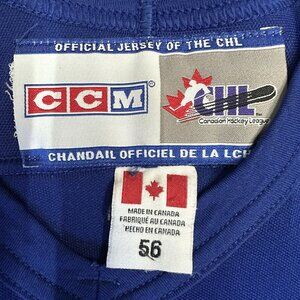 OFFICIAL JERSEY OF THE CHL
CCM
CHL
Canadian Hockey League
CHANDAIL OFFICIEL DE LA LCH
MADE IN CANADA
FABRIQUÉ AU CANADA
HECHO EN CANADA
56